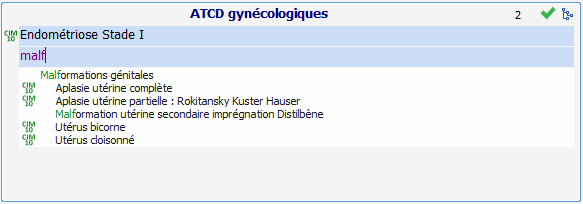 ATCD gynécologiques 2
CIM 10 Endométriose Stade I
malf
Malformations génitales
CIM 10 Aplasie utérine complète
CIM 10 Aplasie utérine partielle : Rokitansky Kuster Hauser
Malformation utérine secondaire imprégnation Distilbène
CIM 10 Utérus bicorne
CIM 10 Utérus cloisonné